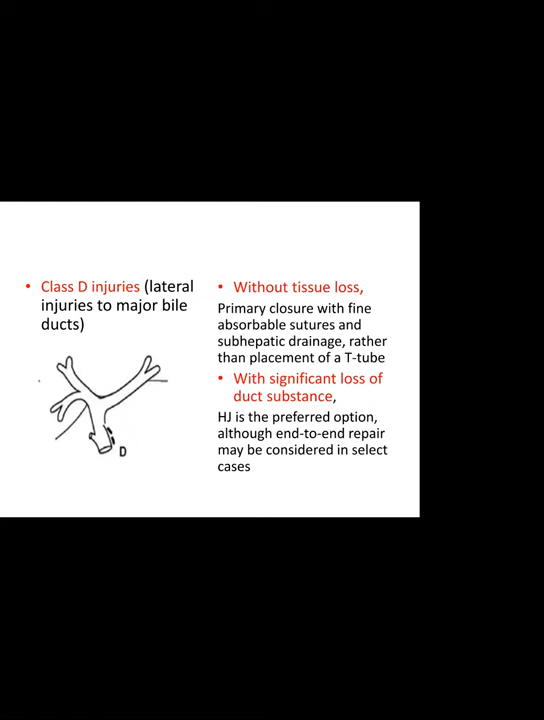 • Class D injuries (lateral
injuries to major bile
ducts)
D
• Without tissue loss,
Primary closure with fine
absorbable sutures and
subhepatic drainage, rather
than placement of a T-tube
• With significant loss of
duct substance,
HJ is the preferred option,
although end-to-end repair
may be considered in select
cases